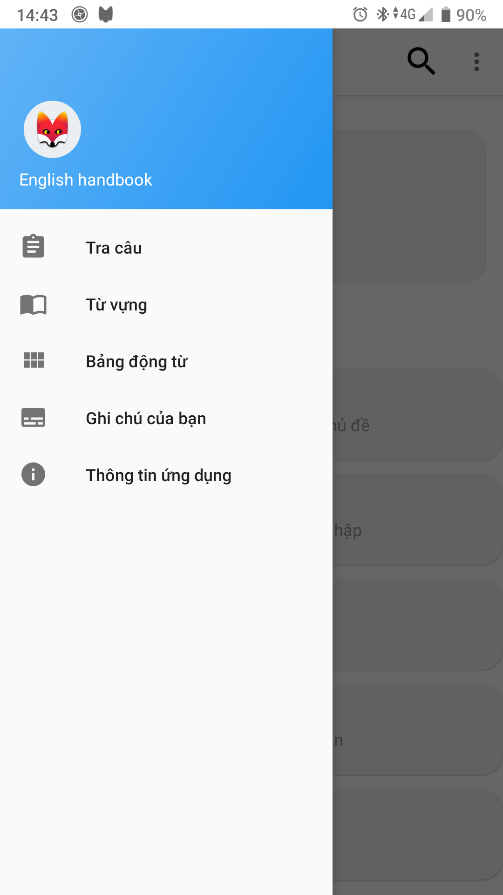 14:43 4G 90%
English handbook
Tra câu
Từ vựng
Bảng động từ
Ghi chú của bạn
Thông tin ứng dụng
đề